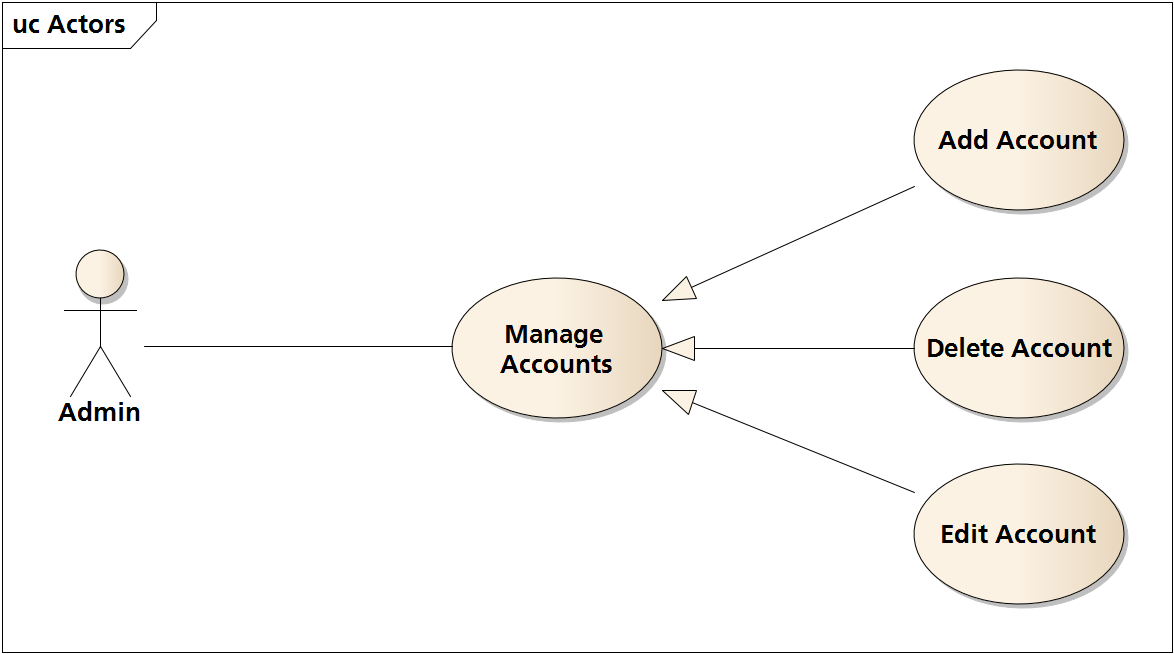 uc Actors
Add Account
Manage
Accounts
Delete Account
Admin
Edit Account